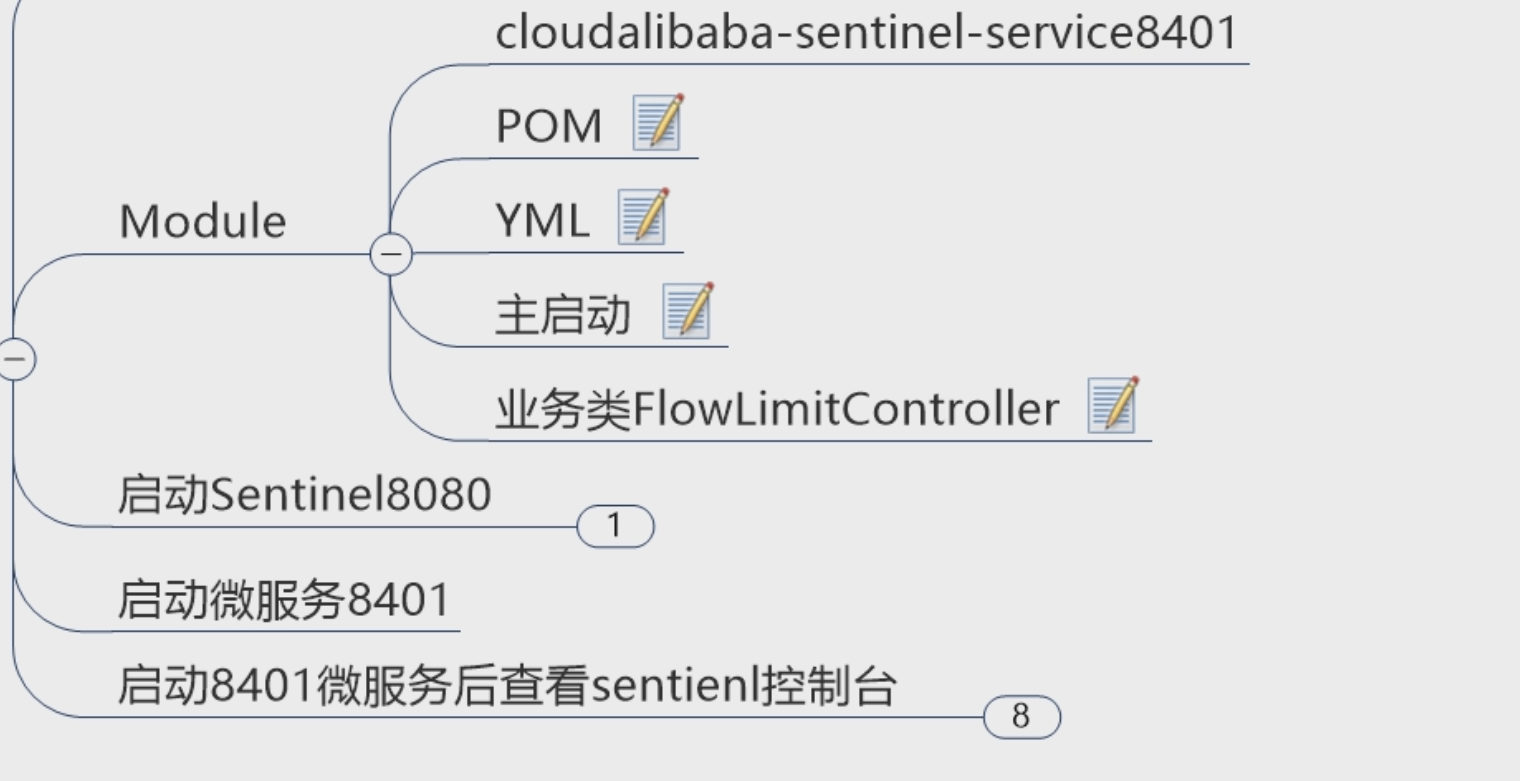 cloudalibaba-sentinel-service8401
POM
YML
Module
主启动
业务类FlowLimitController
启动Sentinel8080
1
启动微服务8401
启动8401微服务后查看sentienl控制台
8